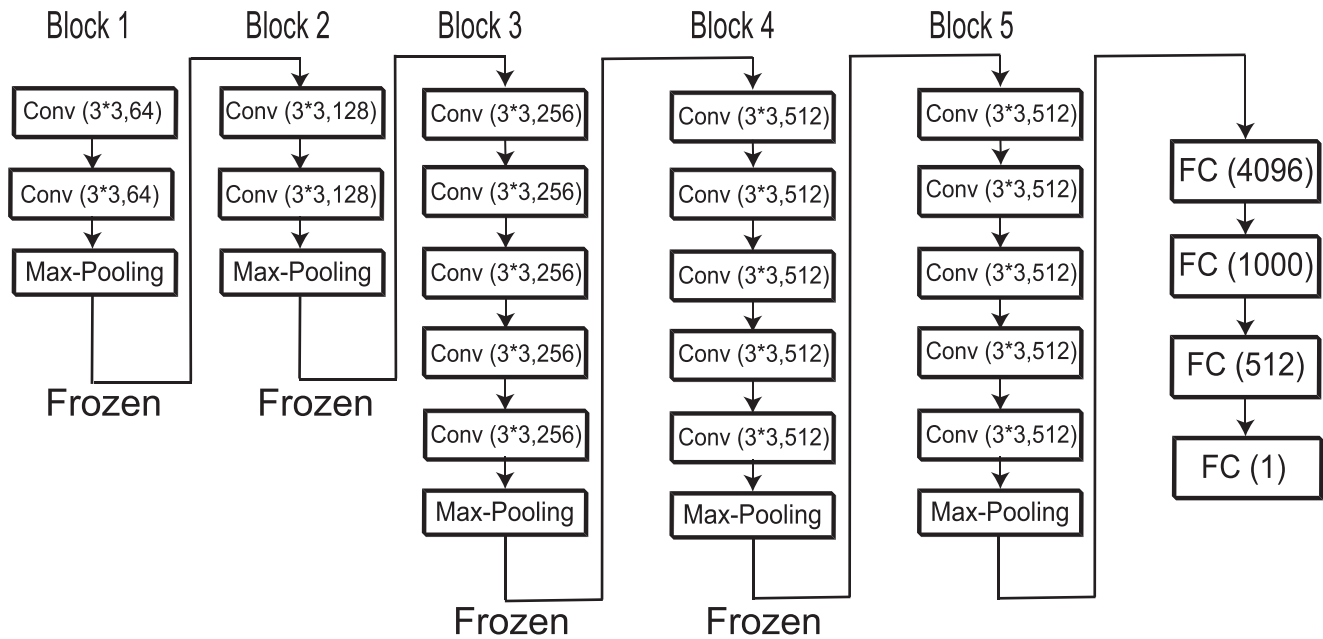 Block 1
Conv (3*3,64)
Conv (3*3,64)
Max-Pooling
Frozen
Block 2
Conv (3*3,128)
Conv (3*3,128)
Max-Pooling
Frozen
Block 3
Conv (3*3,256)
Conv (3*3,256)
Conv (3*3,256)
Conv (3*3,256)
Conv (3*3,256)
Max-Pooling
Frozen
Block 4
Conv (3*3,512)
Conv (3*3,512)
Conv (3*3,512)
Conv (3*3,512)
Conv (3*3,512)
Max-Pooling
Frozen
Block 5
Conv (3*3,512)
Conv (3*3,512)
Conv (3*3,512)
Conv (3*3,512)
Conv (3*3,512)
Max-Pooling
FC (4096)
FC (1000)
FC (512)
FC (1)